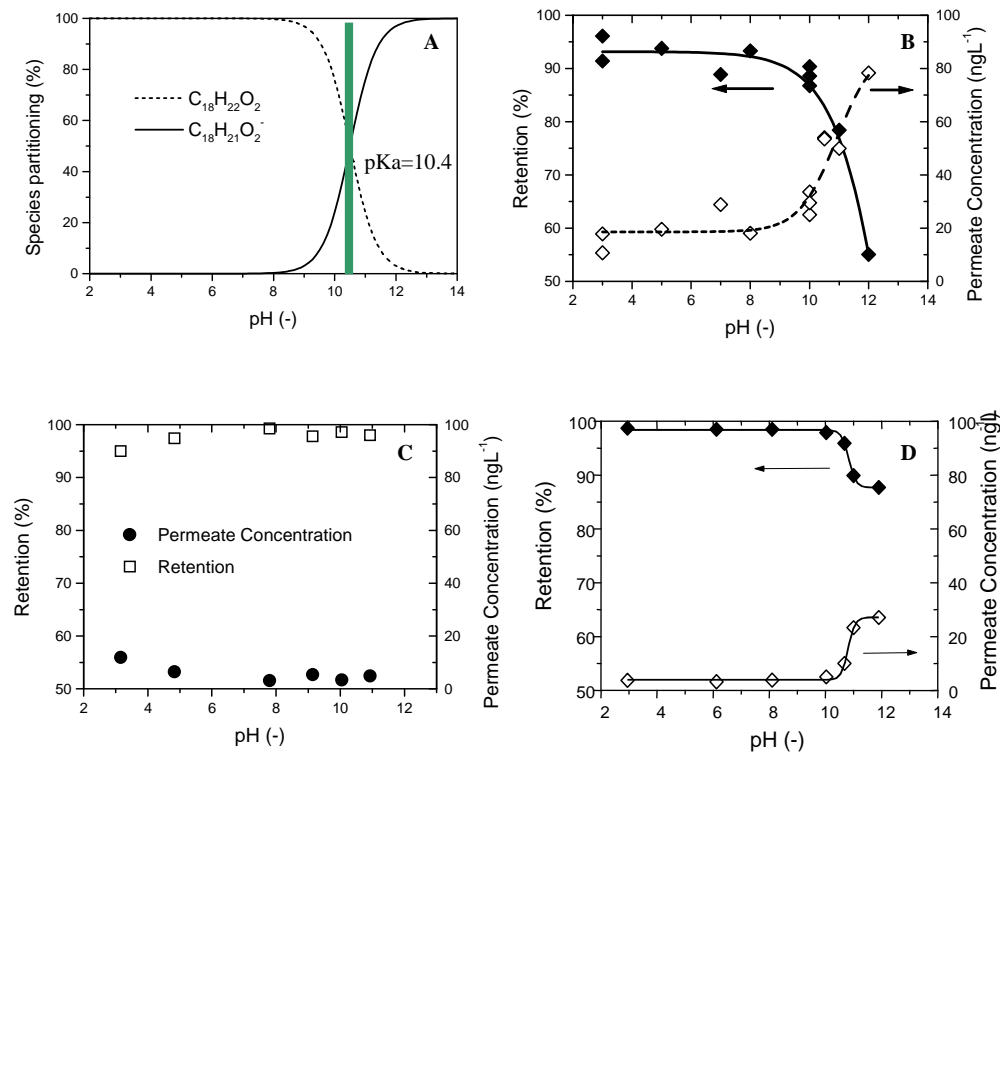 A
100
80
60
40
20
0
Species partitioning (%)
C18H22O2
C18H21O2-
pKa=10.4
2 4 6 8 10 12 14
pH (-)
B
100
90
80
70
60
50
Retention (%)
100
80
60
40
20
0
Permeate Concentration (ngL-1)
2 4 6 8 10 12 14
pH (-)
C
100
90
80
70
60
50
Retention (%)
Permeate Concentration
Retention
100
80
60
40
20
0
Permeate Concentration (ngL-1)
2 4 6 8 10 12
pH (-)
D
100
90
80
70
60
50
Retention (%)
100
80
60
40
20
0
Permeate Concentration (ngL-1)
2 4 6 8 10 12 14
pH (-)